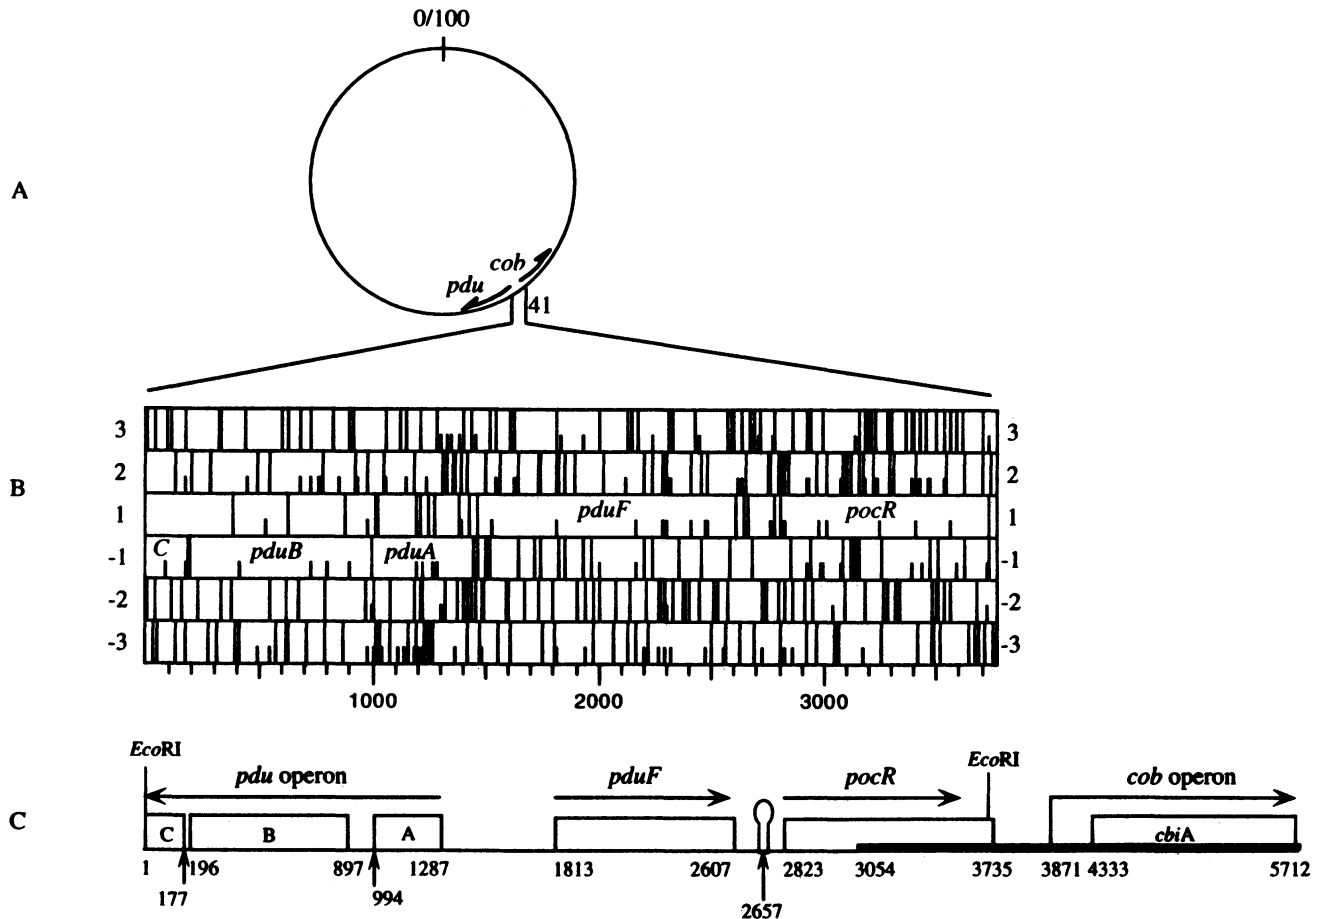 0/100
A
cob
pdu
41
3 3
2 2
B
1 pduF pocR 1
-1 C pduB pduA -1
-2 -2
-3 -3
1000 2000 3000
EcoRI EcoRI
pdu operon pduF pocR cob operon
C
C B A cbiA
1 196 897 1287 1813 2607 2823 3054 3735 3871 4333 5712
177 994 2657